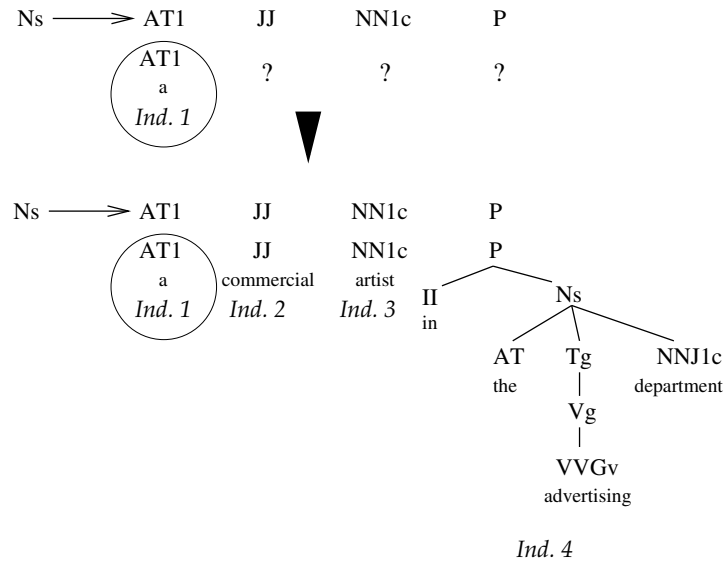 Ns AT1 JJ NN1c P
AT1 ? ? ?
a
Ind. 1
Ns AT1 JJ NN1c P
AT1 JJ NN1c P
a commercial artist
Ind. 1 Ind. 2 Ind. 3 II Ns
in
AT Tg NNJ1c
the department
Vg
VVGv
advertising
Ind. 4